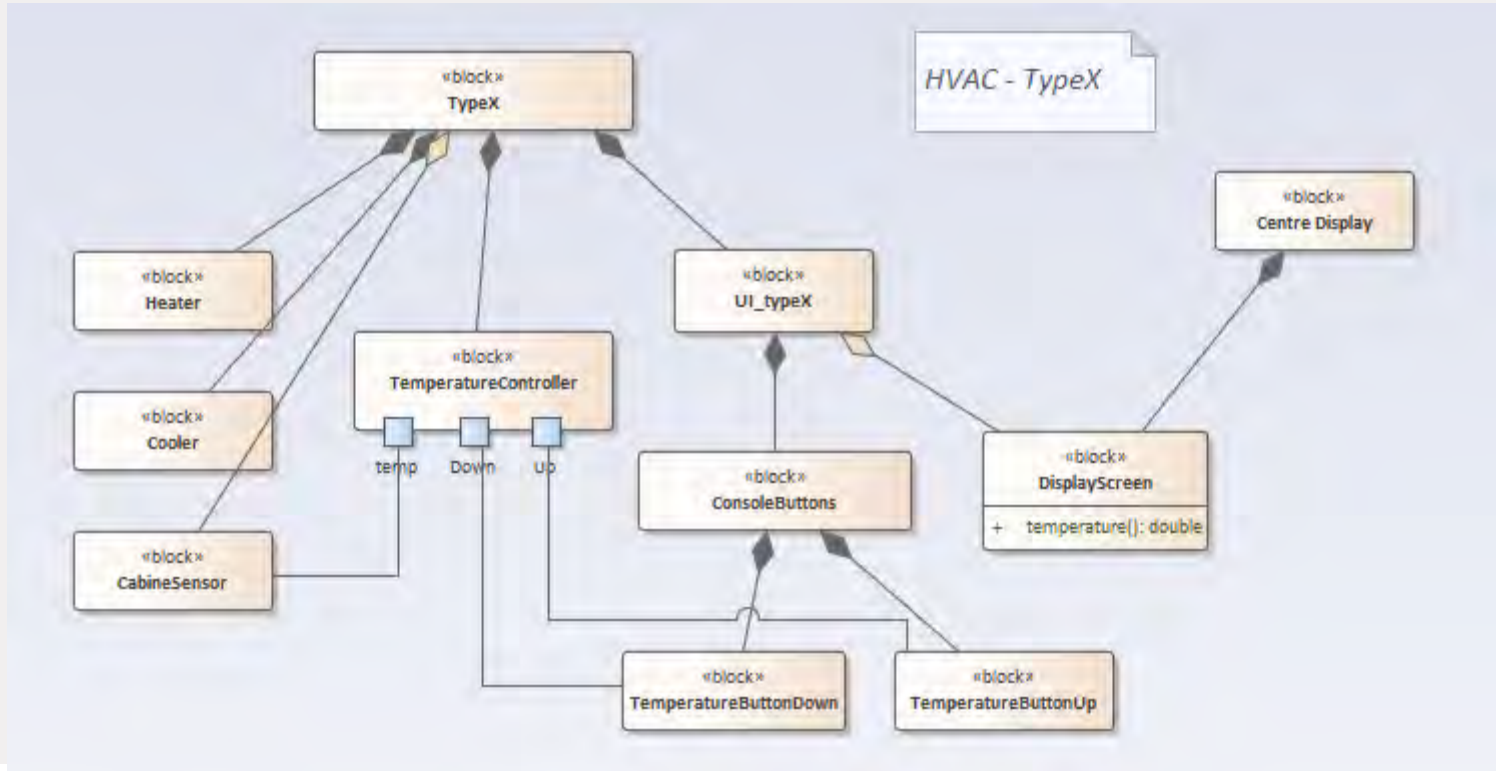 «block»
TypeX
HVAC - TypeX
«block»
Centre Display
«block»
Heater
«block»
UI_typeX
«block»
TemperatureController
temp
Down
up
«block»
Cooler
«block»
ConsoleButtons
«block»
DisplayScreen
+ temperature(): double
«block»
CabineSensor
«block»
TemperatureButtonDown
«block»
TemperatureButtonUp